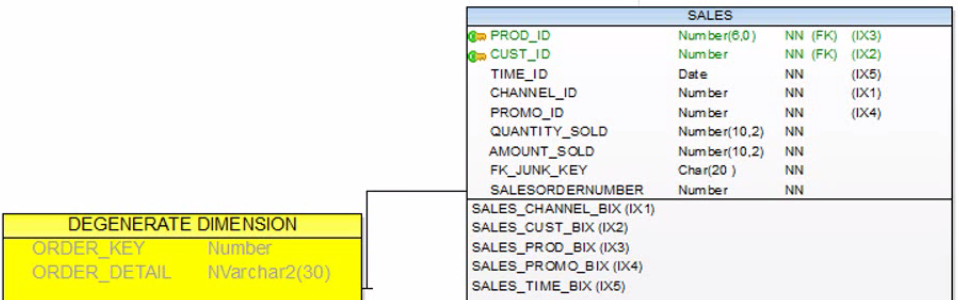 SALES
PROD_ID Number(6,0) NN (FK) (IX3)
CUST_ID Number NN (FK) (IX2)
TIME_ID Date NN (IX5)
CHANNEL_ID Number NN (IX1)
PROMO_ID Number NN (IX4)
QUANTITY_SOLD Number(10,2) NN
AMOUNT_SOLD Number(10,2) NN
FK_JUNK_KEY Char(20 ) NN
SALESORDERNUMBER Number NN
SALES_CHANNEL_BIX (IX1)
SALES_CUST_BIX (IX2)
SALES_PROD_BIX (IX3)
SALES_PROMO_BIX (IX4)
SALES_TIME_BIX (IX5)
DEGENERATE DIMENSION
ORDER_KEY Number
ORDER_DETAIL NVarchar2(30)